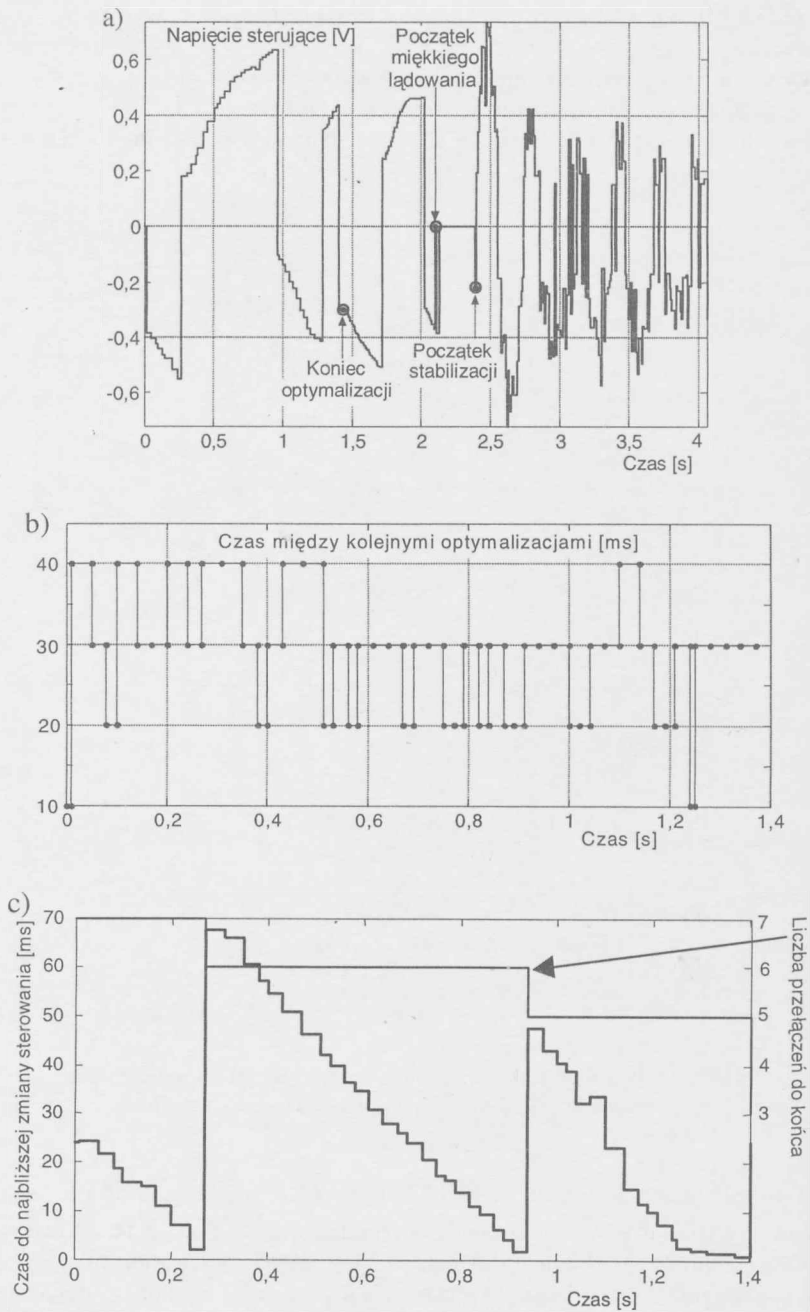 a)
Napięcie sterujące [V]
Początek
miękkiego
lądowania
0,6
0,4
0,2
0
-0,2
-0,4
-0,6
Koniec
optymalizacji
Początek
stabilizacji
0
0,5
1
1,5
2
2,5
3
3,5
4
Czas [s]
b)
Czas między kolejnymi optymalizacjami [ms]
40
30
20
10
0
0,2
0,4
0,6
0,8
1
1,2
1,4
Czas [s]
c)
Czas do najbliższej zmiany sterowania [ms]
70
60
50
40
30
20
10
0
7
6
5
4
3
Liczba przełączeń do końca
0
0,2
0,4
0,6
0,8
1
1,2
1,4
Czas [s]